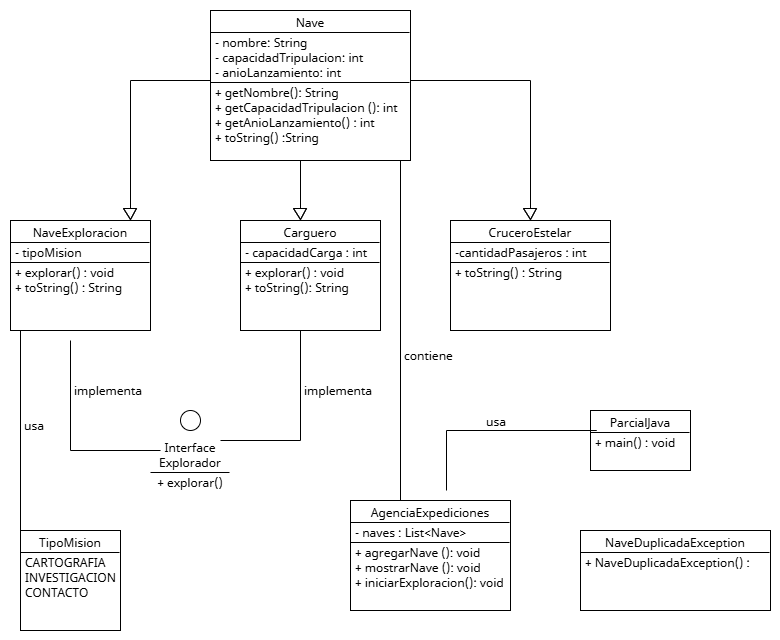 Nave
- nombre: String
- capacidadTripulacion: int
- anioLanzamiento: int
+ getNombre(): String
+ getCapacidadTripulacion (): int
+ getAnioLanzamiento() : int
+ toString() :String
NaveExploracion
- tipoMision
+ explorar() : void
+ toString() : String
Carguero
- capacidadCarga : int
+ explorar() : void
+ toString(): String
CruceroEstelar
-cantidadPasajeros : int
+ toString() : String
contiene
implementa
implementa
usa
usa
Interface
Explorador
+ explorar()
ParcialJava
+ main() : void
AgenciaExpediciones
- naves : List<Nave>
+ agregarNave (): void
+ mostrarNave (): void
+ iniciarExploracion(): void
TipoMision
CARTOGRAFIA
INVESTIGACION
CONTACTO
NaveDuplicadaException
+ NaveDuplicadaException() :